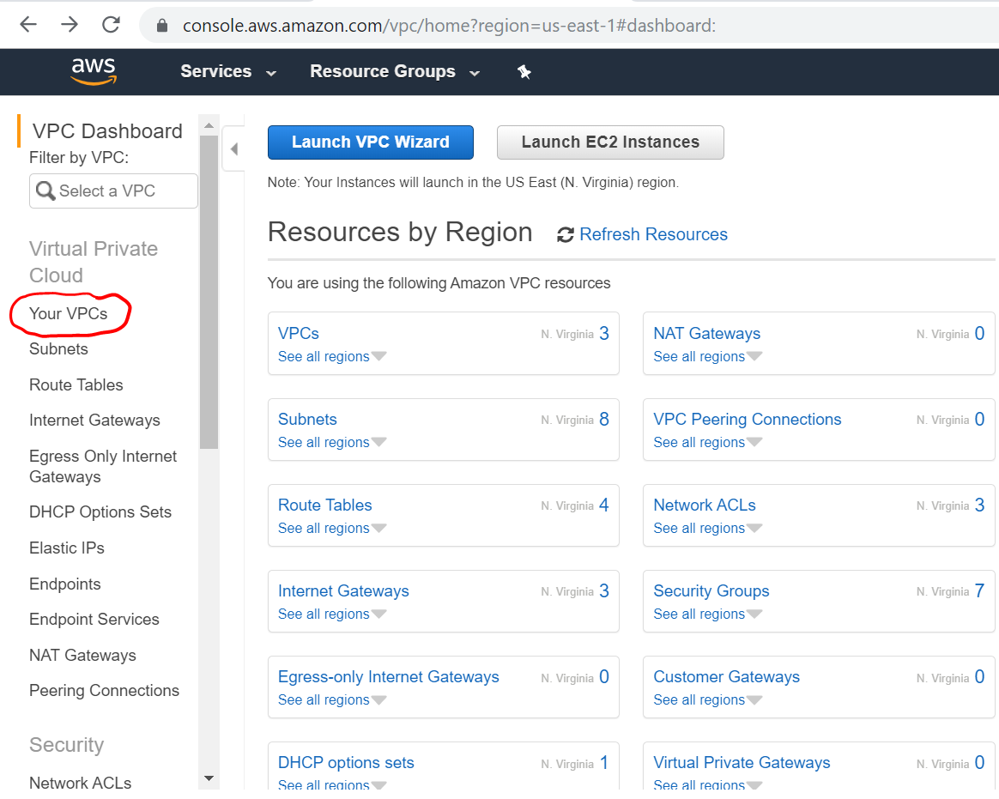 console.aws.amazon.com/vpc/home?region=us-east-1#dashboard:
aws
Services
Resource Groups
VPC Dashboard
Filter by VPC:
Select a VPC
Virtual Private
Cloud
Your VPCs
Subnets
Route Tables
Internet Gateways
Egress Only Internet
Gateways
DHCP Options Sets
Elastic IPs
Endpoints
Endpoint Services
NAT Gateways
Peering Connections
Security
Network ACLs
Launch VPC Wizard
Launch EC2 Instances
Note: Your Instances will launch in the US East (N. Virginia) region.
Resources by Region
Refresh Resources
You are using the following Amazon VPC resources
VPCs N. Virginia 3
See all regions
NAT Gateways N. Virginia 0
See all regions
Subnets N. Virginia 8
See all regions
VPC Peering Connections N. Virginia 0
See all regions
Route Tables N. Virginia 4
See all regions
Network ACLs N. Virginia 3
See all regions
Internet Gateways N. Virginia 3
See all regions
Security Groups N. Virginia 7
See all regions
Egress-only Internet Gateways N. Virginia 0
See all regions
Customer Gateways N. Virginia 0
See all regions
DHCP options sets N. Virginia 1
See all regions
Virtual Private Gateways N. Virginia 0
See all regions